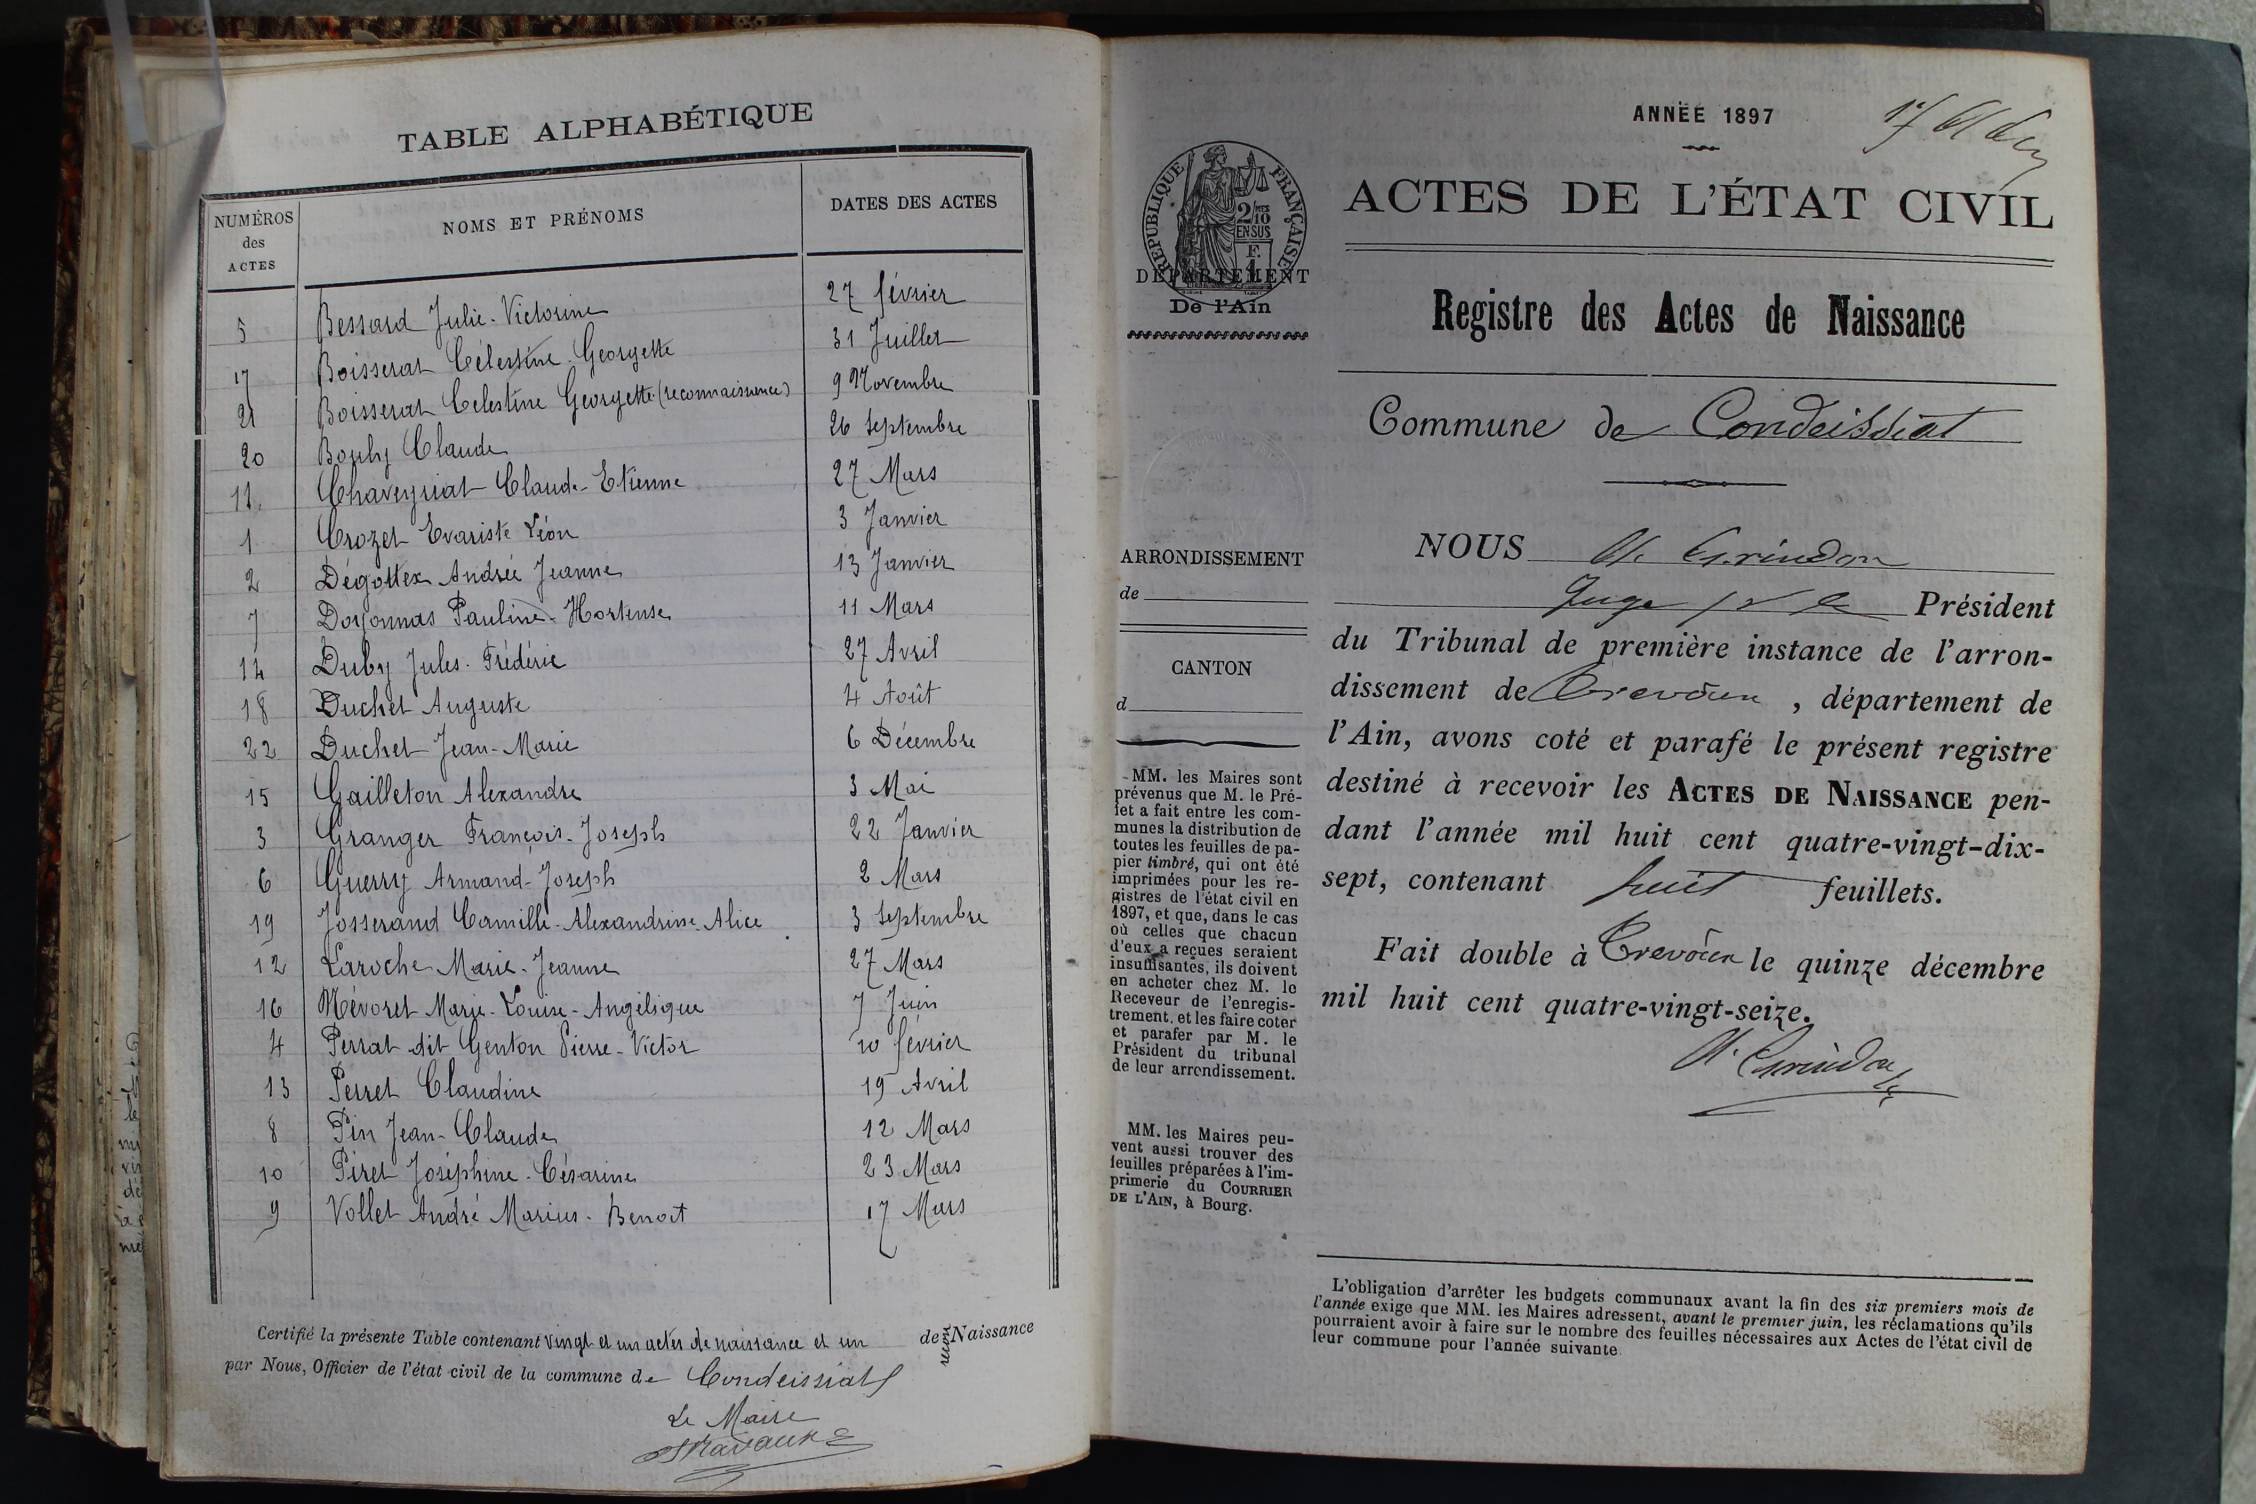 TABLE ALPHABÉTIQUE
NUMÉROS des ACTES NOMS ET PRÉNOMS DATES DES ACTES
5 Bessard Julie-Victorine 27 février
17 Boisserat Célestine Georgette 31 Juillet
21 Boisserat Celestine Georgette (reconnaissance) 9 Novembre
20 Bouhy Claude 26 Septembre
11. Chaveyriat Claude-Etienne 27 Mars
1 Crozet Evariste Léon 3 Janvier
2 Dégottex Andrée Jeanne 13 Janvier
7 Doyonnas Pauline-Hortense 11 Mars
14 Duby Jules-Frédéric 27 Avril
18 Duchet Auguste 4 Août
22 Duchet Jean-Marie 6 Décembre
15 Gailleton Alexandre 3 Mai
3 Granger François-Joseph 22 Janvier
6 Guerry Armand-Joseph 2 Mars
19 Josserand Camille-Alexandrine-Alice 3 Septembre
12 Laroche Marie-Jeanne 27 Mars
16 Mévoret Marie-Louise-Angélique 7 Juin
4 Perrat dit Genton Pierre-Victor 20 février
13 Perret Claudine 19 Avril
8 Pin Jean-Claude 12 Mars
10 Piret Joséphine-Césarine 23 Mars
9 Vollet André Marius-Benoit 17 Mars
Certifié la présente Table contenant vingt et un actes de naissance et un recon de Naissance
par Nous, Officier de l'état civil de la commune de Condeissiat
Le Maire
ANNÉE 1897
RÉPUBLIQUE FRANÇAISE
2/10 EN SUS
F. 1
DÉPARTEMENT
De l'Ain
ACTES DE L'ÉTAT CIVIL
Registre des Actes de Naissance
Commune de Condeissiat
ARRONDISSEMENT
de
CANTON
d
MM. les Maires sont
prévenus que M. le Pré-
fet a fait entre les com-
munes la distribution de
toutes les feuilles de pa-
pier timbré, qui ont été
imprimées pour les re-
gistres de l'état civil en
1897, et que, dans le cas
où celles que chacun
d'eux a reçues seraient
insuffisantes, ils doivent
en acheter chez M. le
Receveur de l'enregis-
trement, et les faire coter
et parafer par M. le
Président du tribunal
de leur arrondissement.
MM. les Maires peu-
vent aussi trouver des
feuilles préparées à l'im-
primerie du COURRIER
DE L'AIN, à Bourg.
NOUS Grindon
Juge Président
du Tribunal de première instance de l'arron-
dissement de Trevoux, département de
l'Ain, avons coté et parafé le présent registre
destiné à recevoir les ACTES DE NAISSANCE pen-
dant l'année mil huit cent quatre-vingt-dix-
sept, contenant huit feuillets.
Fait double à Trevoux le quinze décembre
mil huit cent quatre-vingt-seize.
Grindon
L'obligation d'arrêter les budgets communaux avant la fin des six premiers mois de
l'année exige que MM. les Maires adressent, avant le premier juin, les réclamations qu'ils
pourraient avoir à faire sur le nombre des feuilles nécessaires aux Actes de l'état civil de
leur commune pour l'année suivante.